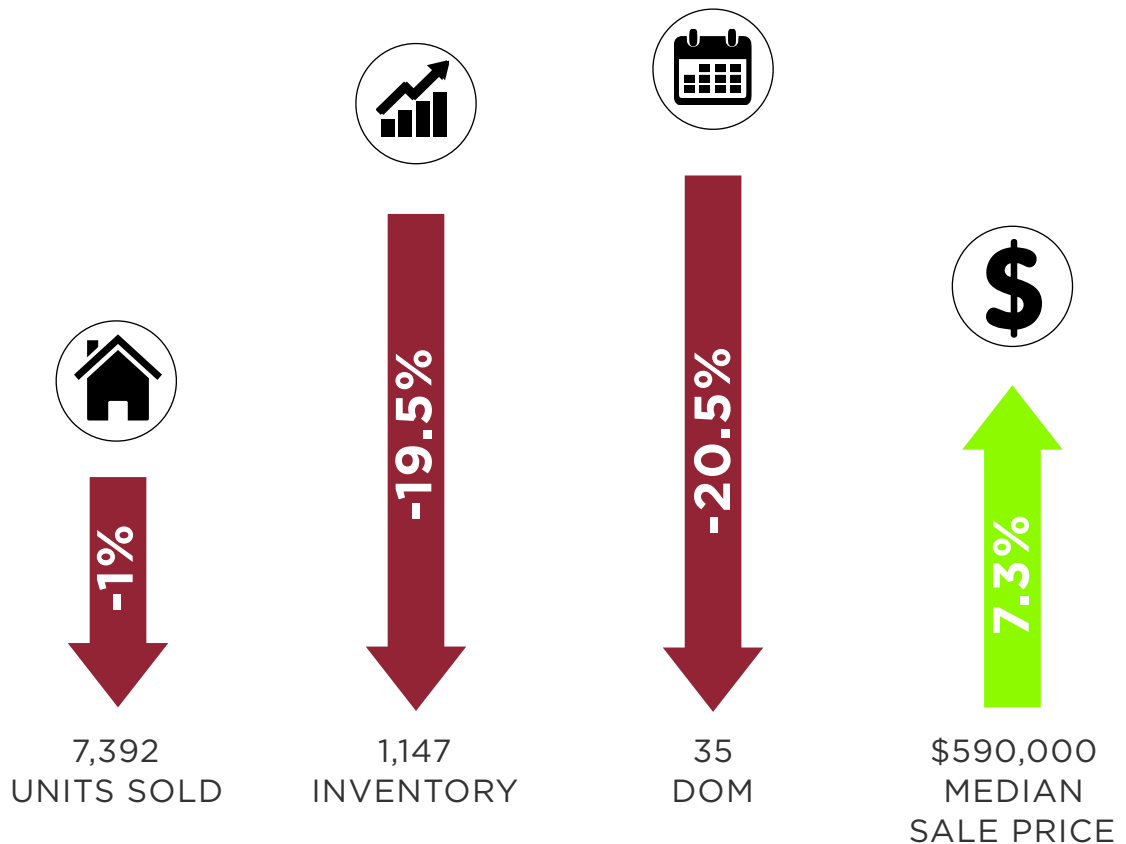 -1%
7,392
UNITS SOLD
-19.5%
1,147
INVENTORY
-20.5%
35
DOM
$
7.3%
$590,000
MEDIAN
SALE PRICE